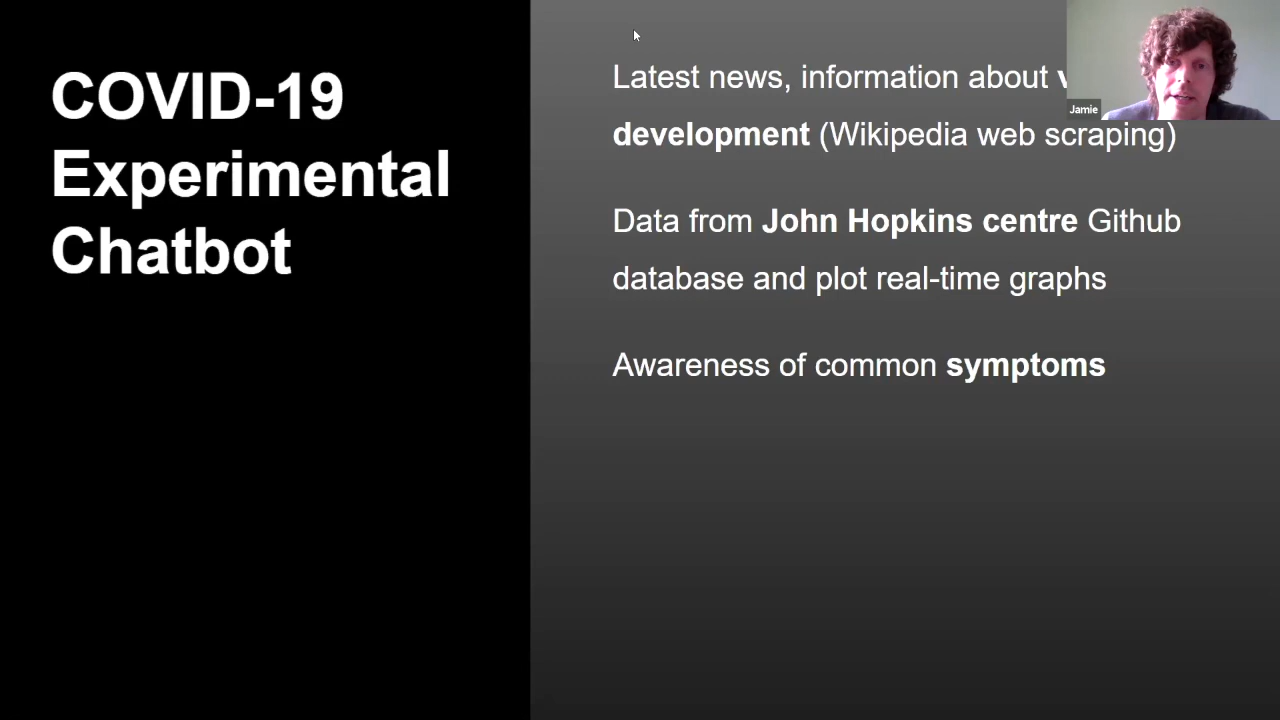 COVID-19
Experimental
Chatbot
Latest news, information about
development (Wikipedia web scraping)
Data from John Hopkins centre Github
database and plot real-time graphs
Awareness of common symptoms
Jamie